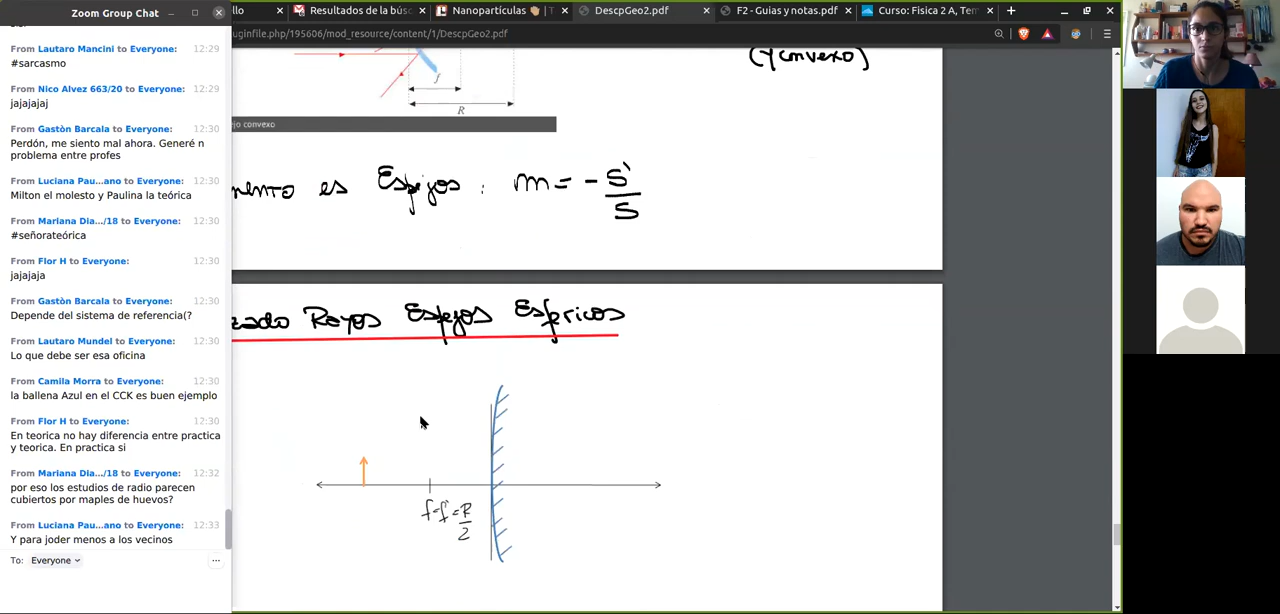 Zoom Group Chat
From Lautaro Mancini to Everyone: 12:29
#sarcasmo
From Nico Alvez 663/20 to Everyone: 12:29
jajajajaj
From Gastòn Barcala to Everyone: 12:30
Perdón, me siento mal ahora. Generé n
problema entre profes
From Luciana Pau...ano to Everyone: 12:30
Milton el molesto y Paulina la teórica
From Mariana Dia.../18 to Everyone: 12:30
#señorateórica
From Flor H to Everyone: 12:30
jajajaja
From Gastòn Barcala to Everyone: 12:30
Depende del sistema de referencia(?
From Lautaro Mundel to Everyone: 12:30
Lo que debe ser esa oficina
From Camila Morra to Everyone: 12:30
la ballena Azul en el CCK es buen ejemplo
From Flor H to Everyone: 12:30
En teorica no hay diferencia entre practica
y teorica. En practica si
From Mariana Dia.../18 to Everyone: 12:32
por eso los estudios de radio parecen
cubiertos por maples de huevos?
From Luciana Pau...ano to Everyone: 12:33
Y para joder menos a los vecinos
To: Everyone
llo
Resultados de la bús
Nanopartículas 👋 | T
DescpGeo2.pdf
F2 - Guias y notas.pdf
Curso: Fisica 2 A, Tem
uginfile.php/195606/mod_resource/content/1/DescpGeo2.pdf
(y convexo)
f
R
ejo convexo
mento es Espejos : m = - s'/s
zado Rayos Espejos Esfricos
f=f'=R/2